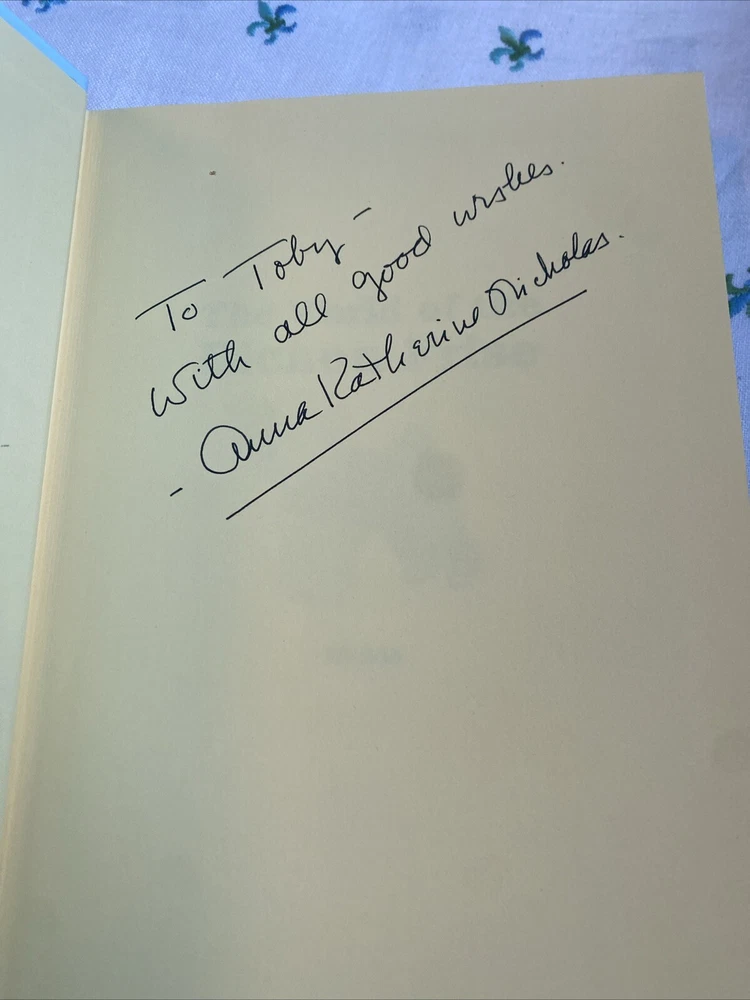 To Toby -
with all good wishes.
- Anna Katherine Nicholas.